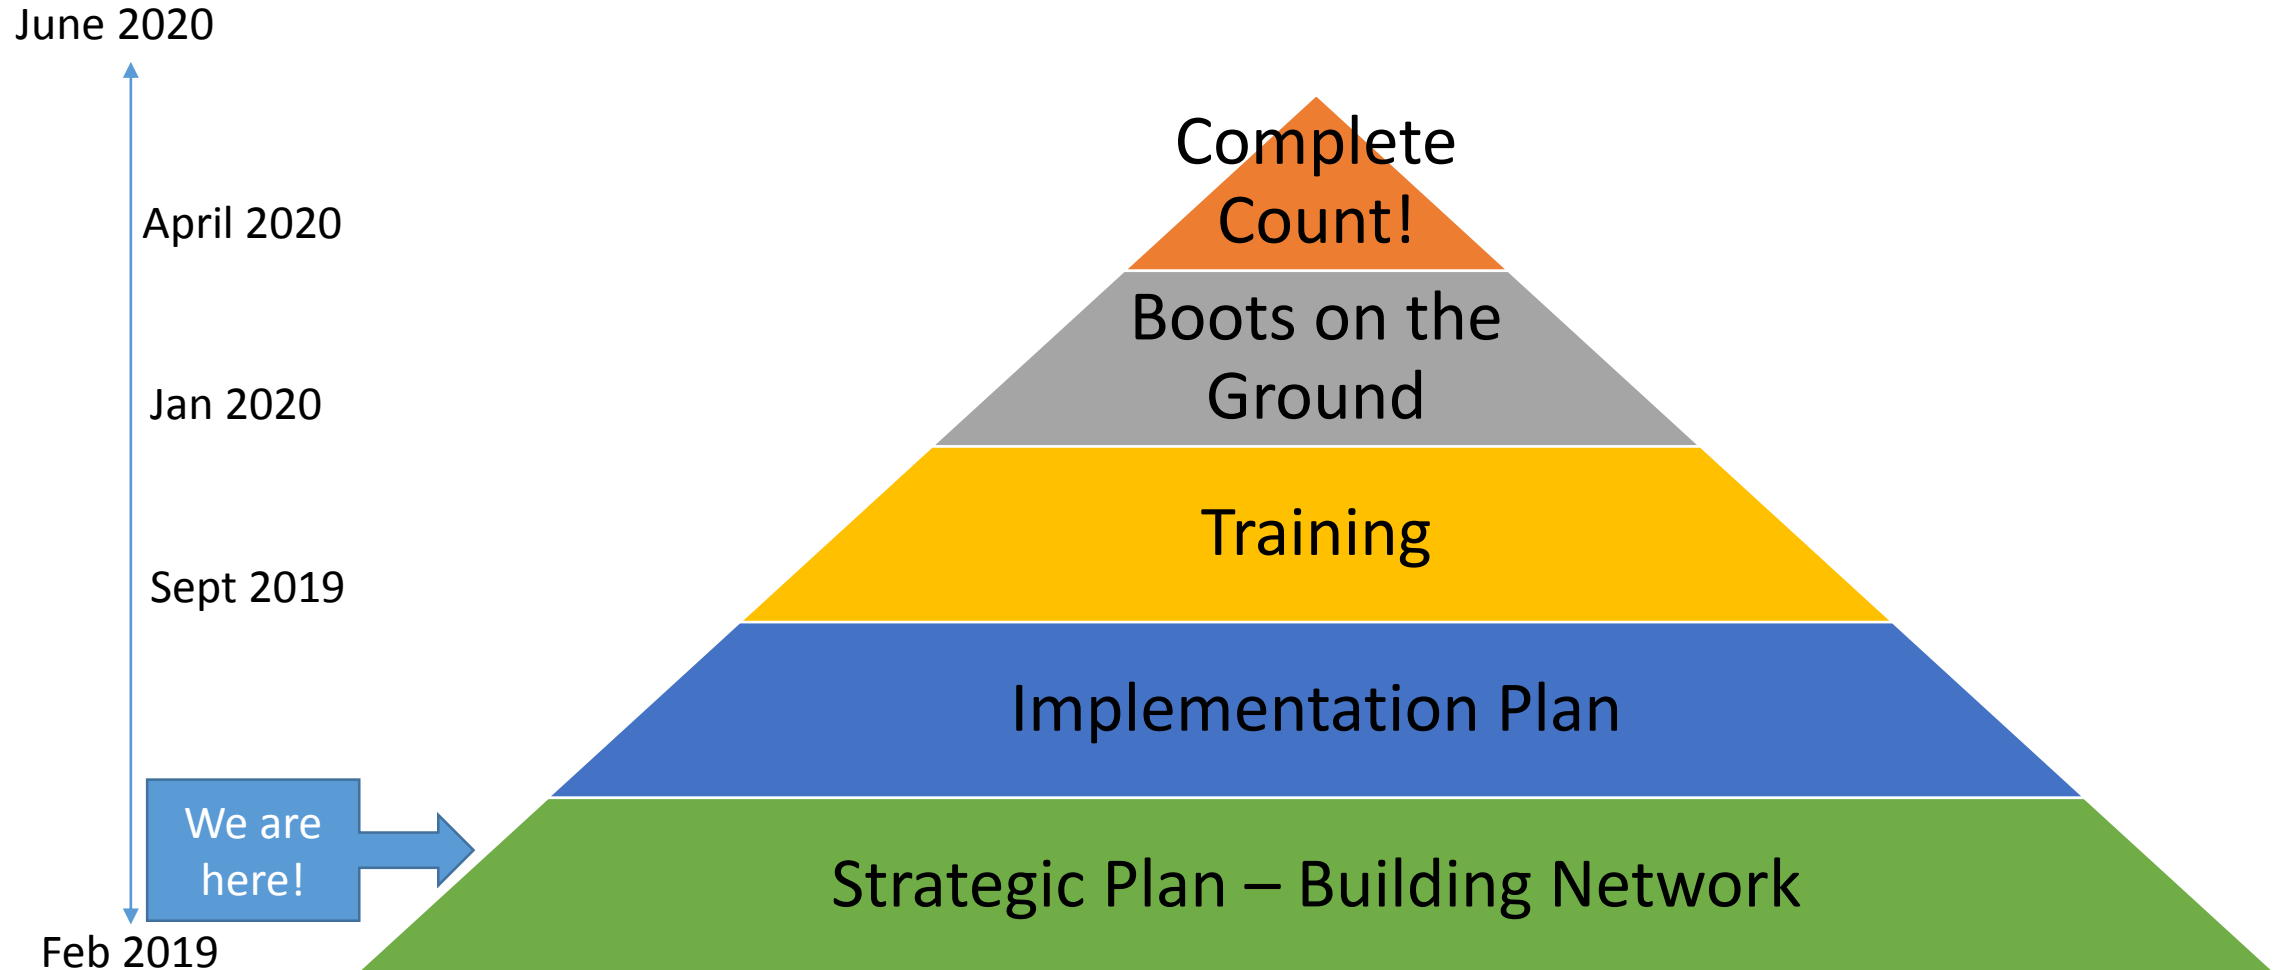 June 2020
April 2020
Jan 2020
Sept 2019
We are
here!
Feb 2019
Complete
Count!
Boots on the
Ground
Training
Implementation Plan
Strategic Plan – Building Network